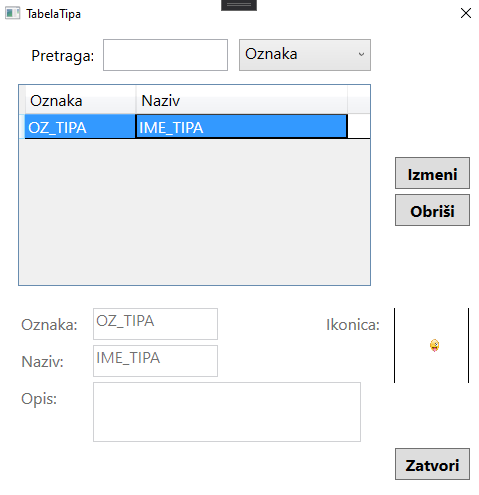 TabelaTipa
Pretraga: Oznaka
Oznaka Naziv
OZ_TIPA IME_TIPA
Izmeni
Obriši
Oznaka: OZ_TIPA Ikonica:
Naziv: IME_TIPA
Opis:
Zatvori